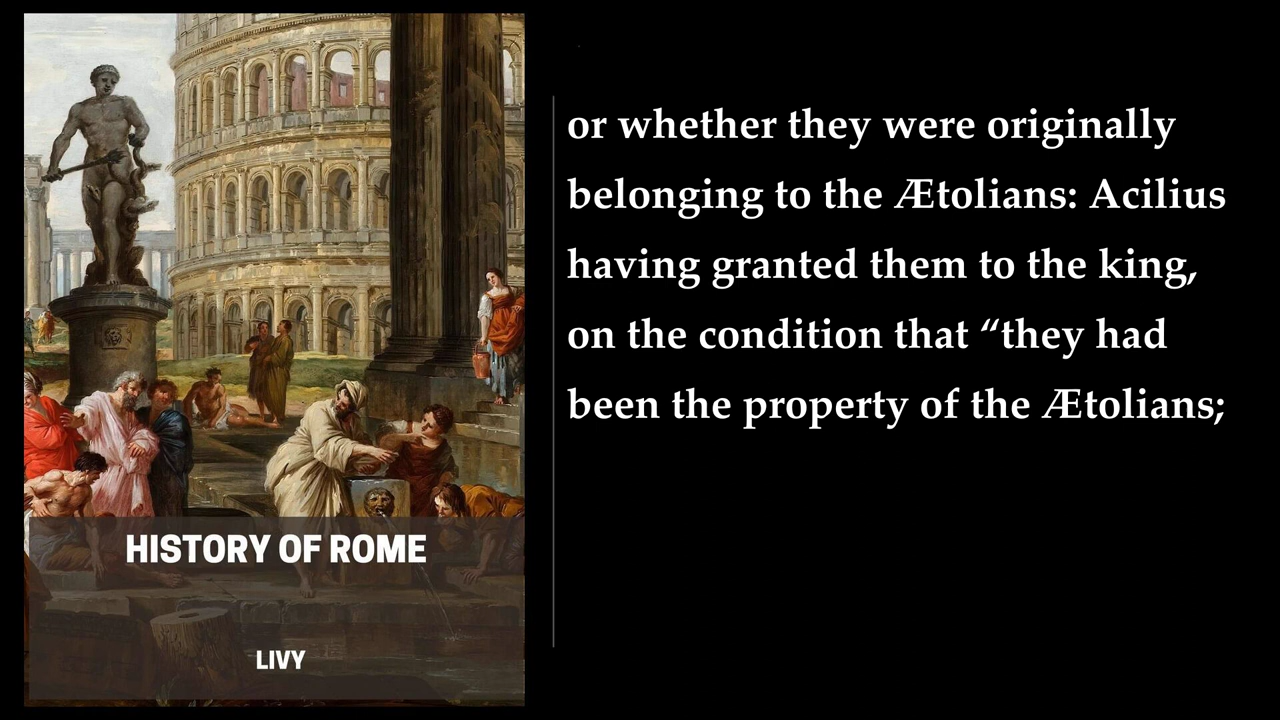 or whether they were originally
belonging to the Ætolians: Acilius
having granted them to the king,
on the condition that “they had
been the property of the Ætolians;
HISTORY OF ROME
LIVY